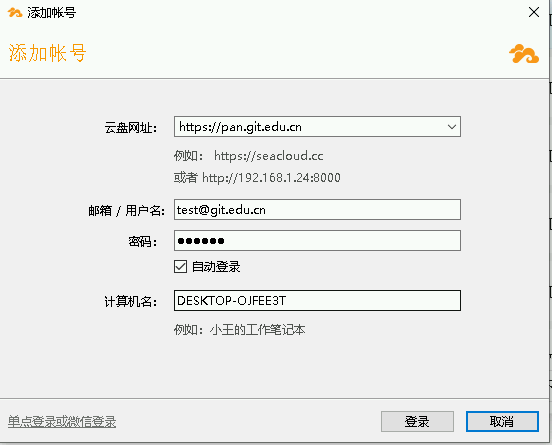 添加帐号
添加帐号
云盘网址： https://pan.git.edu.cn
例如： https://seacloud.cc
或者 http://192.168.1.24:8000
邮箱 / 用户名: test@git.edu.cn
密码： ●●●●●●
自动登录
计算机名： DESKTOP-OJFEE3T
例如：小王的工作笔记本
单点登录或微信登录 登录 取消